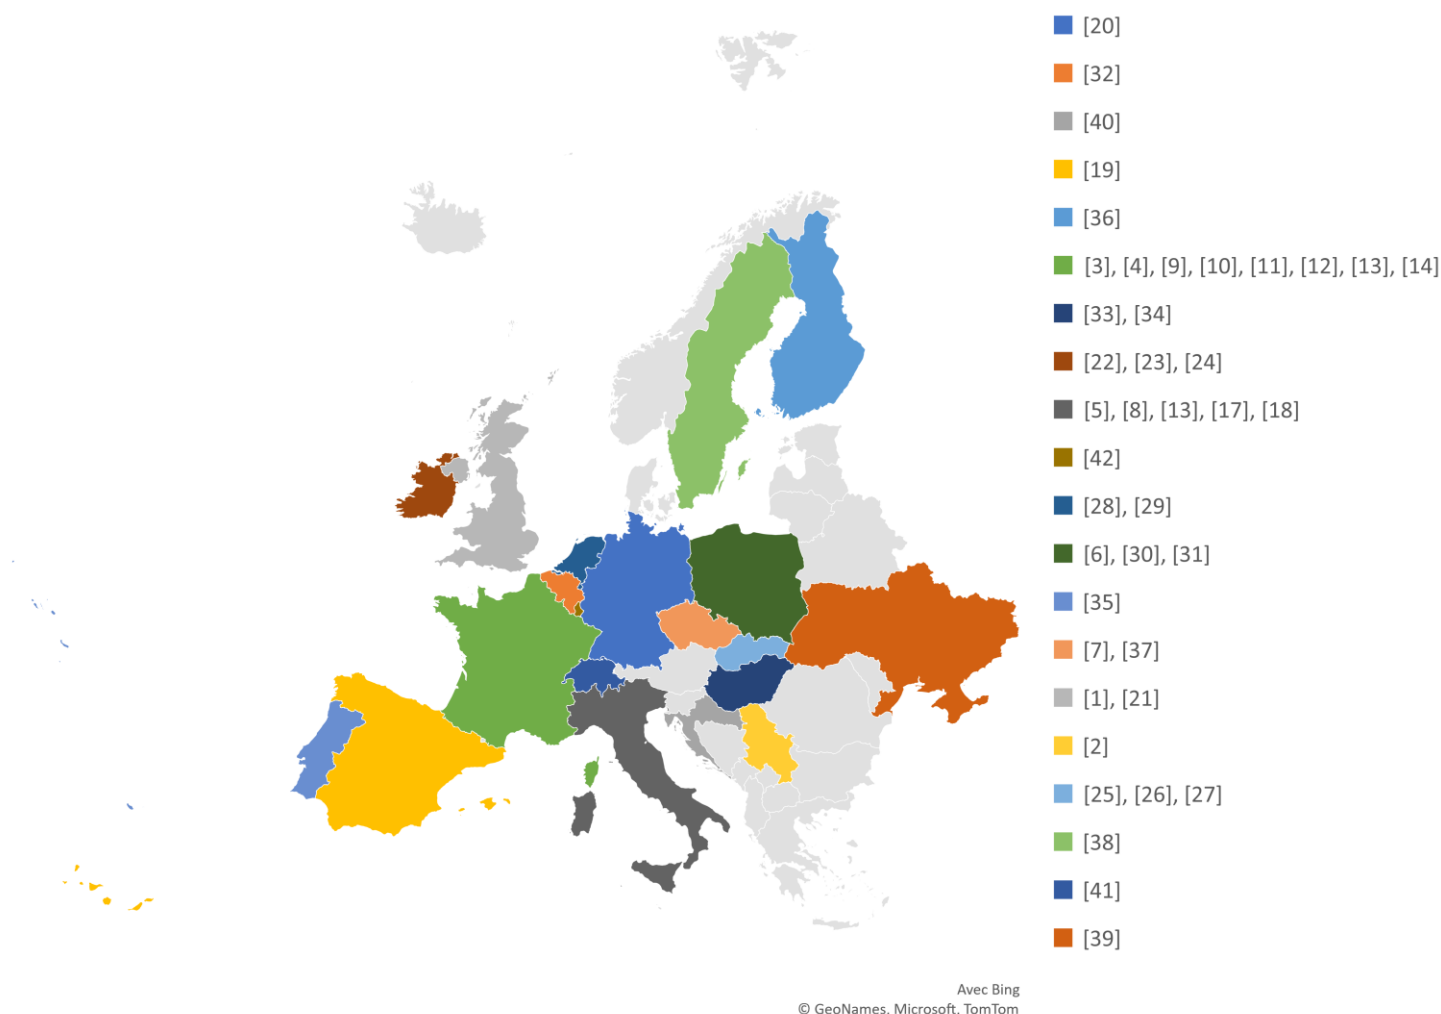 [20]
[32]
[40]
[19]
[36]
[3], [4], [9], [10], [11], [12], [13], [14]
[33], [34]
[22], [23], [24]
[5], [8], [13], [17], [18]
[42]
[28], [29]
[6], [30], [31]
[35]
[7], [37]
[1], [21]
[2]
[25], [26], [27]
[38]
[41]
[39]
Avec Bing
© GeoNames, Microsoft, TomTom